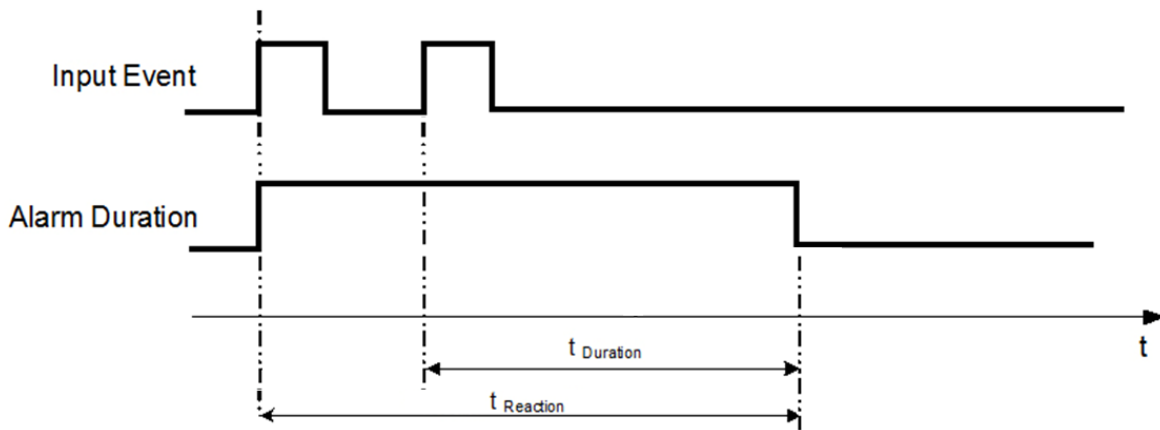 Input Event
Alarm Duration
t
t Duration
t Reaction